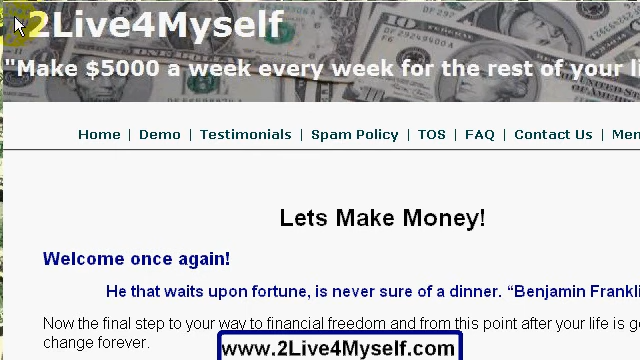 2Live4Myself
"Make $5000 a week every week for the rest of your li
Home | Demo | Testimonials | Spam Policy | TOS | FAQ | Contact Us | Mem
Lets Make Money!
Welcome once again!
He that waits upon fortune, is never sure of a dinner. “Benjamin Frankli
Now the final step to your way to financial freedom and from this point after your life is go
change forever.
www.2Live4Myself.com